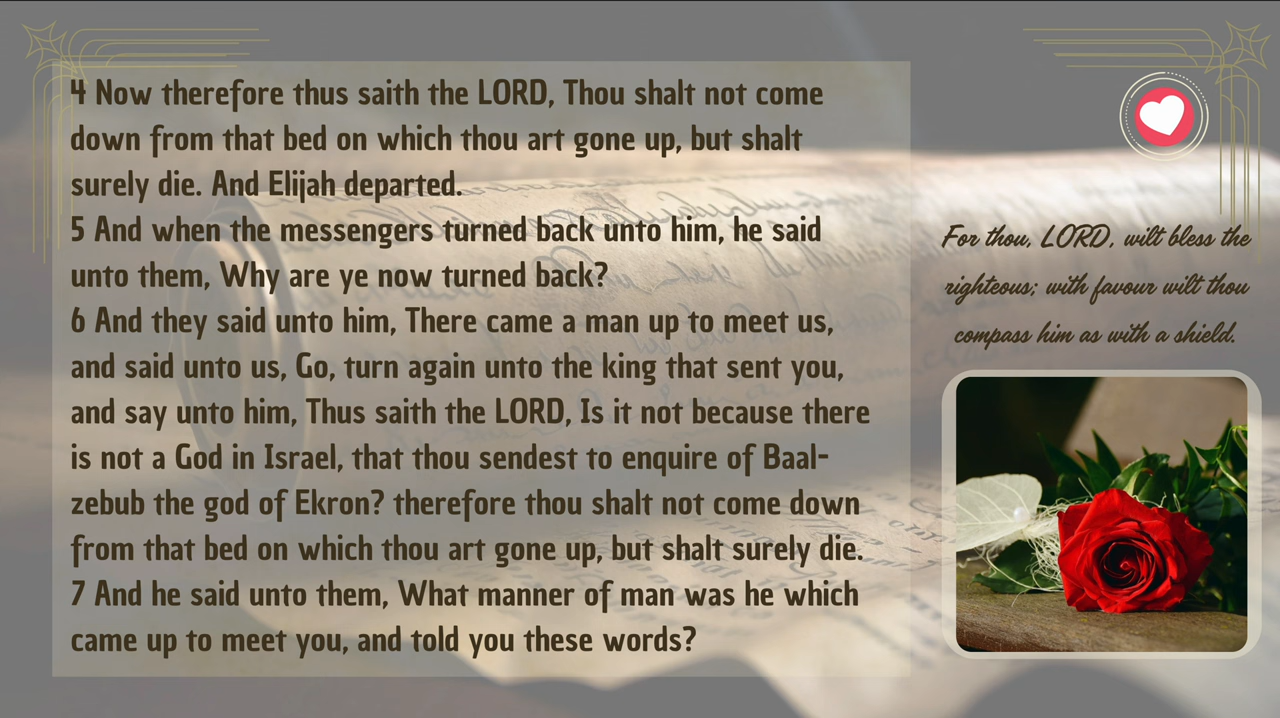 4 Now therefore thus saith the LORD, Thou shalt not come
down from that bed on which thou art gone up, but shalt
surely die. And Elijah departed.
5 And when the messengers turned back unto him, he said
unto them, Why are ye now turned back?
6 And they said unto him, There came a man up to meet us,
and said unto us, Go, turn again unto the king that sent you,
and say unto him, Thus saith the LORD, Is it not because there
is not a God in Israel, that thou sendest to enquire of Baal-
zebub the god of Ekron? therefore thou shalt not come down
from that bed on which thou art gone up, but shalt surely die.
7 And he said unto them, What manner of man was he which
came up to meet you, and told you these words?
For thou, LORD, wilt bless the
righteous; with favour wilt thou
compass him as with a shield.